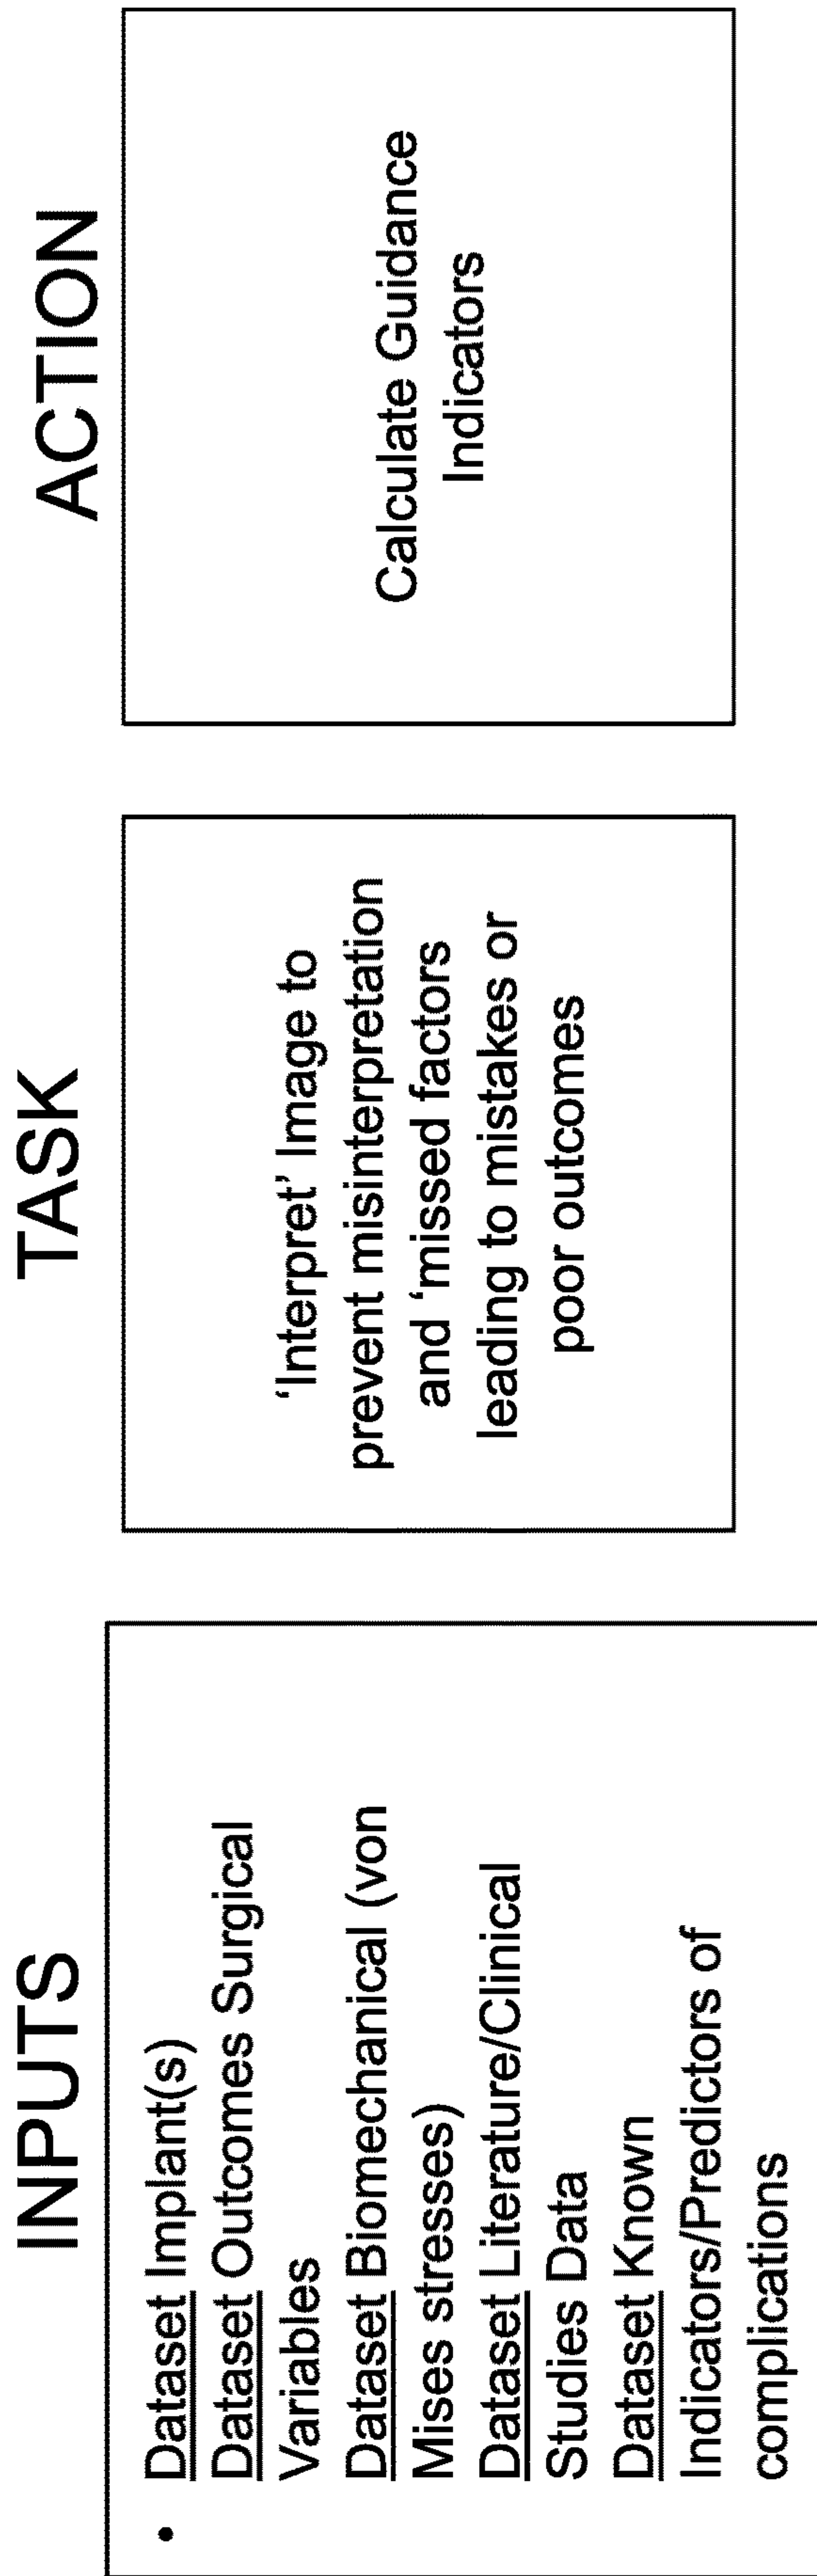 INPUTS
• Dataset Implant(s)
Dataset Outcomes Surgical
Variables
Dataset Biomechanical (von
Mises stresses)
Dataset Literature/Clinical
Studies Data
Dataset Known
Indicators/Predictors of
complications
TASK
‘Interpret’ Image to
prevent misinterpretation
and ‘missed factors
leading to mistakes or
poor outcomes
ACTION
Calculate Guidance
Indicators